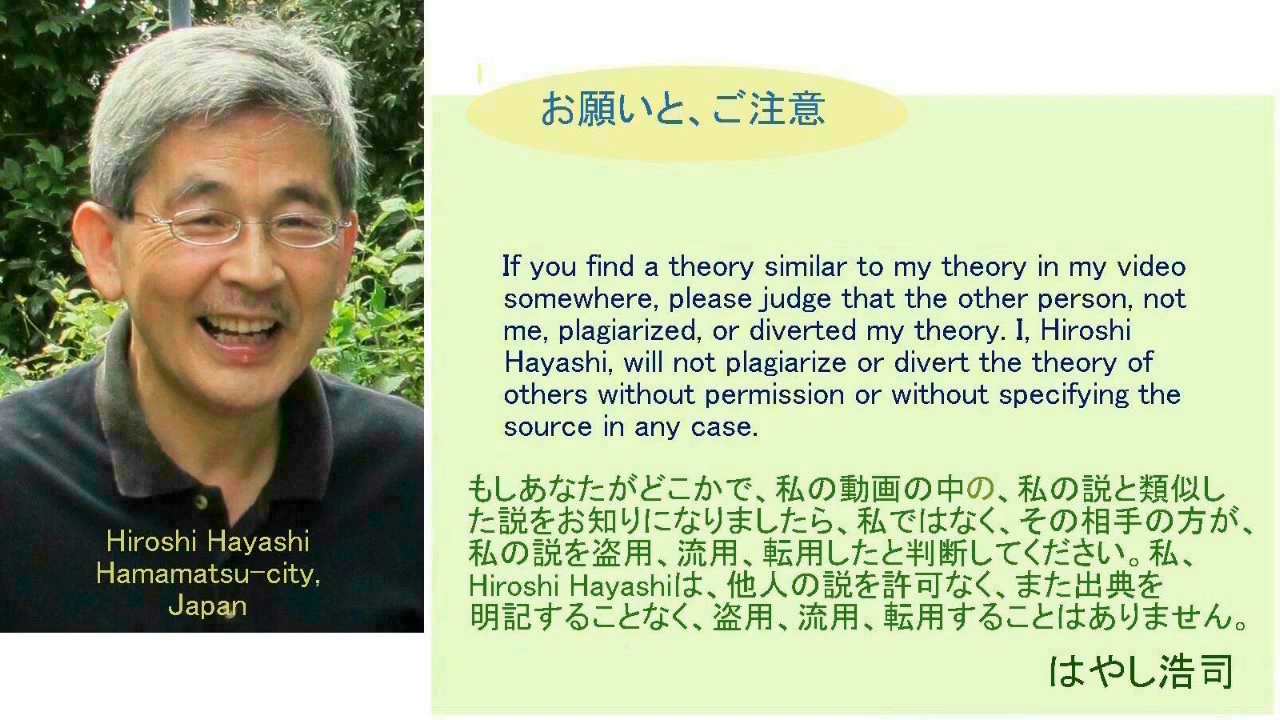 お願いと、ご注意
If you find a theory similar to my theory in my video
somewhere, please judge that the other person, not
me, plagiarized, or diverted my theory. I, Hiroshi
Hayashi, will not plagiarize or divert the theory of
others without permission or without specifying the
source in any case.
もしあなたがどこかで、私の動画の中の、私の説と類似し
た説をお知りになりましたら、私ではなく、その相手の方が、
私の説を盗用、流用、転用したと判断してください。私、
Hiroshi Hayashiは、他人の説を許可なく、また出典を
明記することなく、盗用、流用、転用することはありません。
はやし浩司
Hiroshi Hayashi
Hamamatsu-city,
Japan